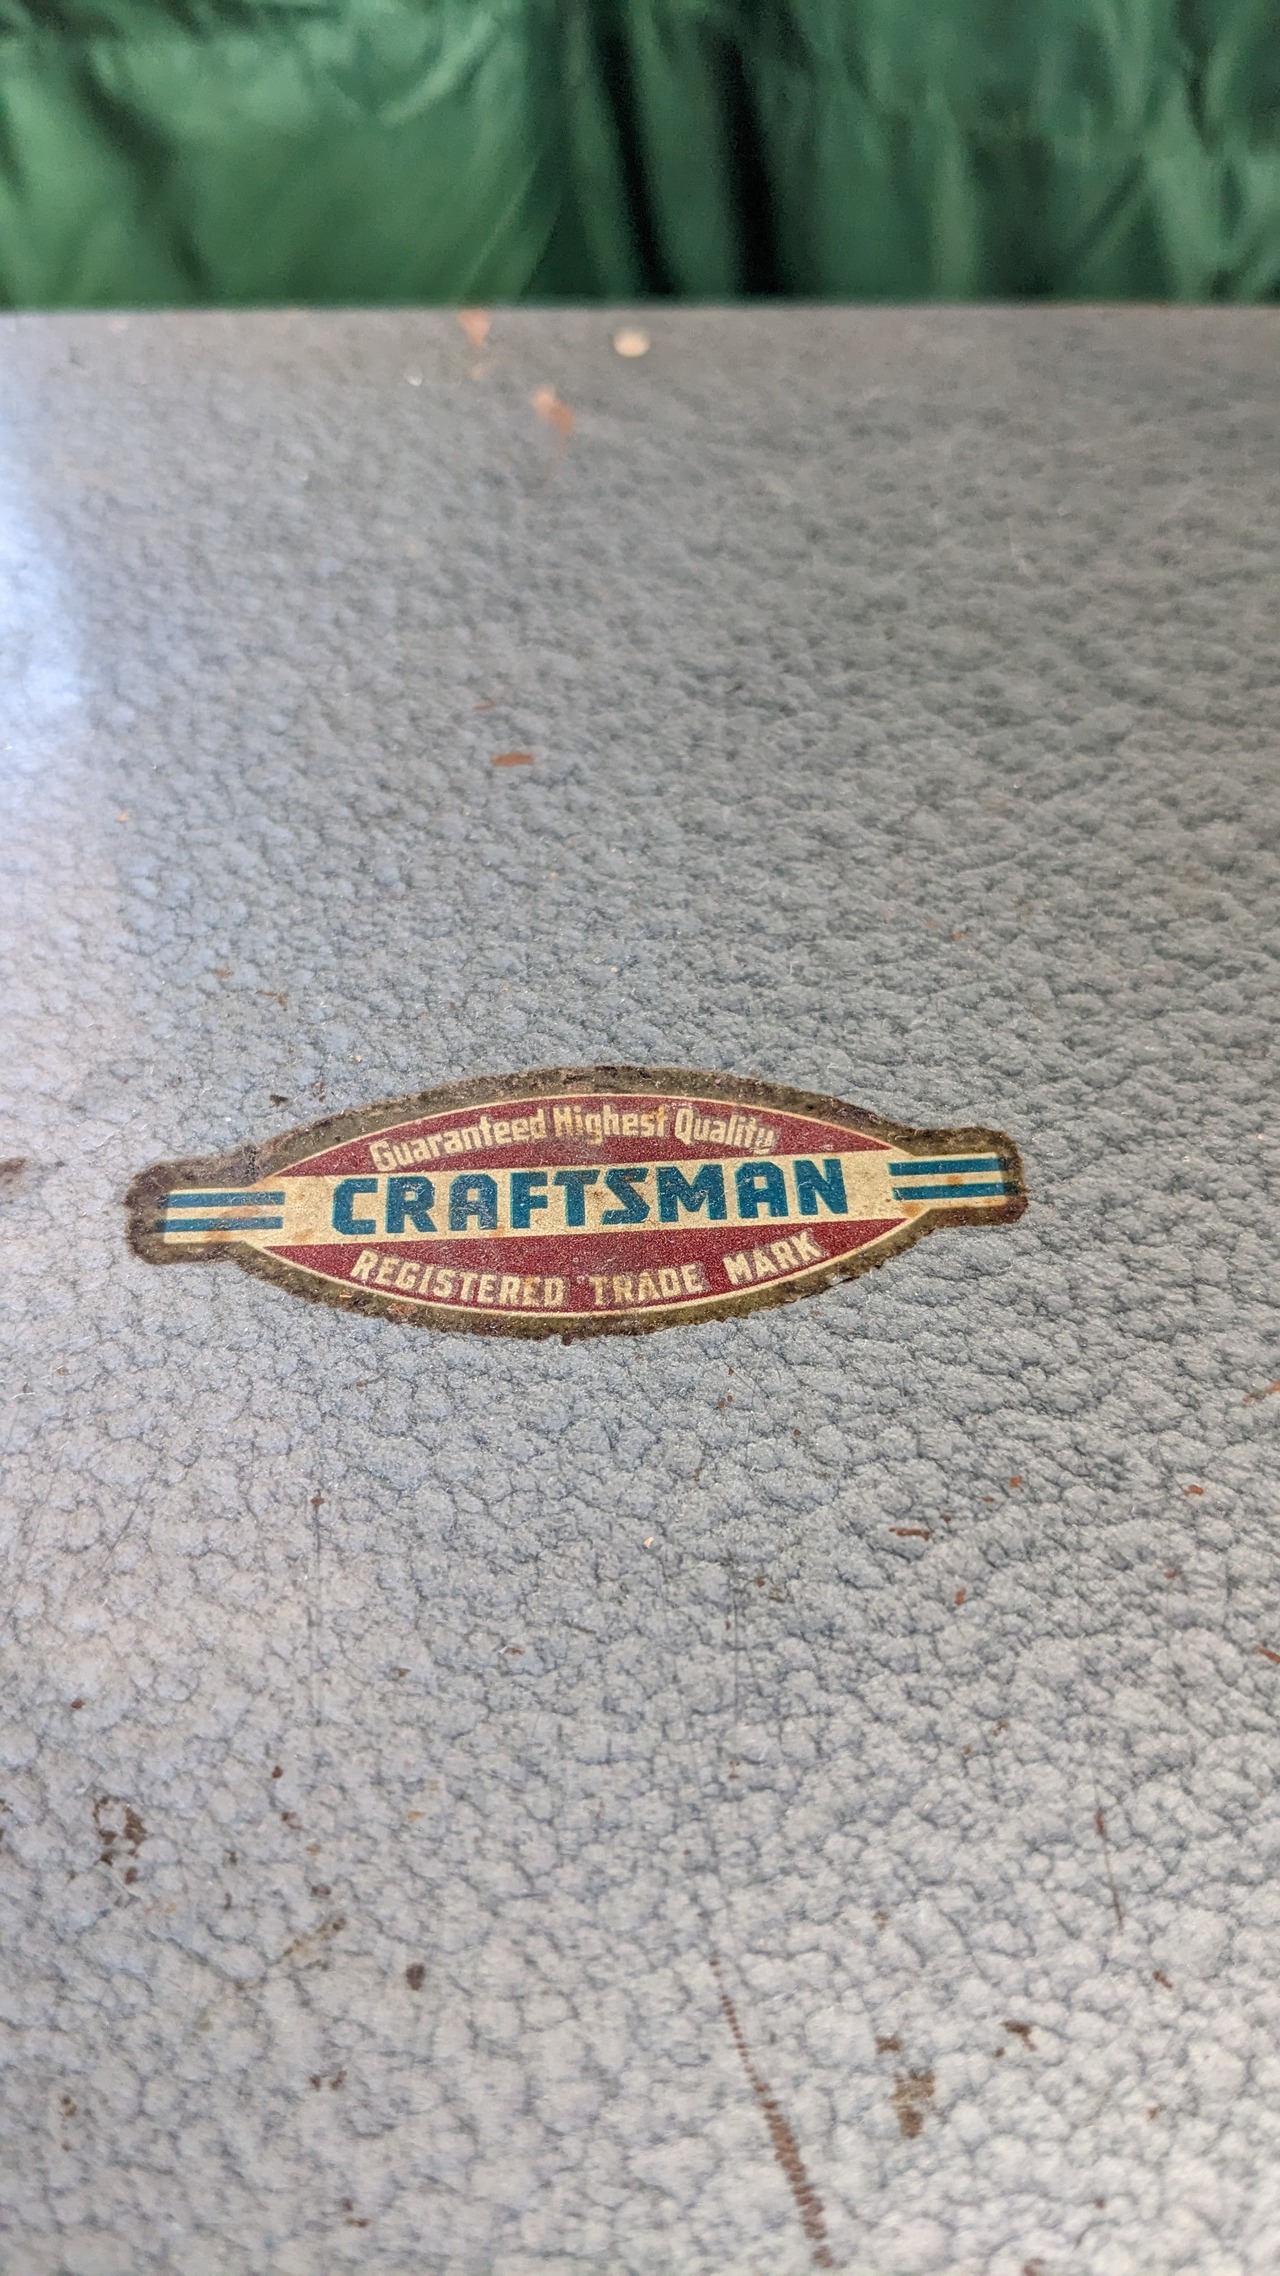 Guaranteed Highest Quality
CRAFTSMAN
REGISTERED TRADE MARK